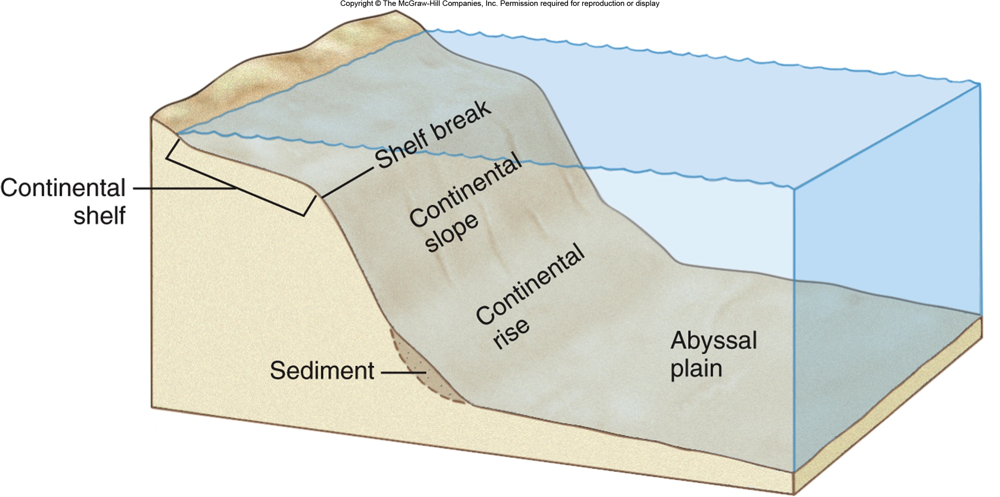 Copyright © The McGraw-Hill Companies, Inc. Permission required for reproduction or display
Shelf break
Continental
shelf
Continental
slope
Continental
rise
Sediment
Abyssal
plain